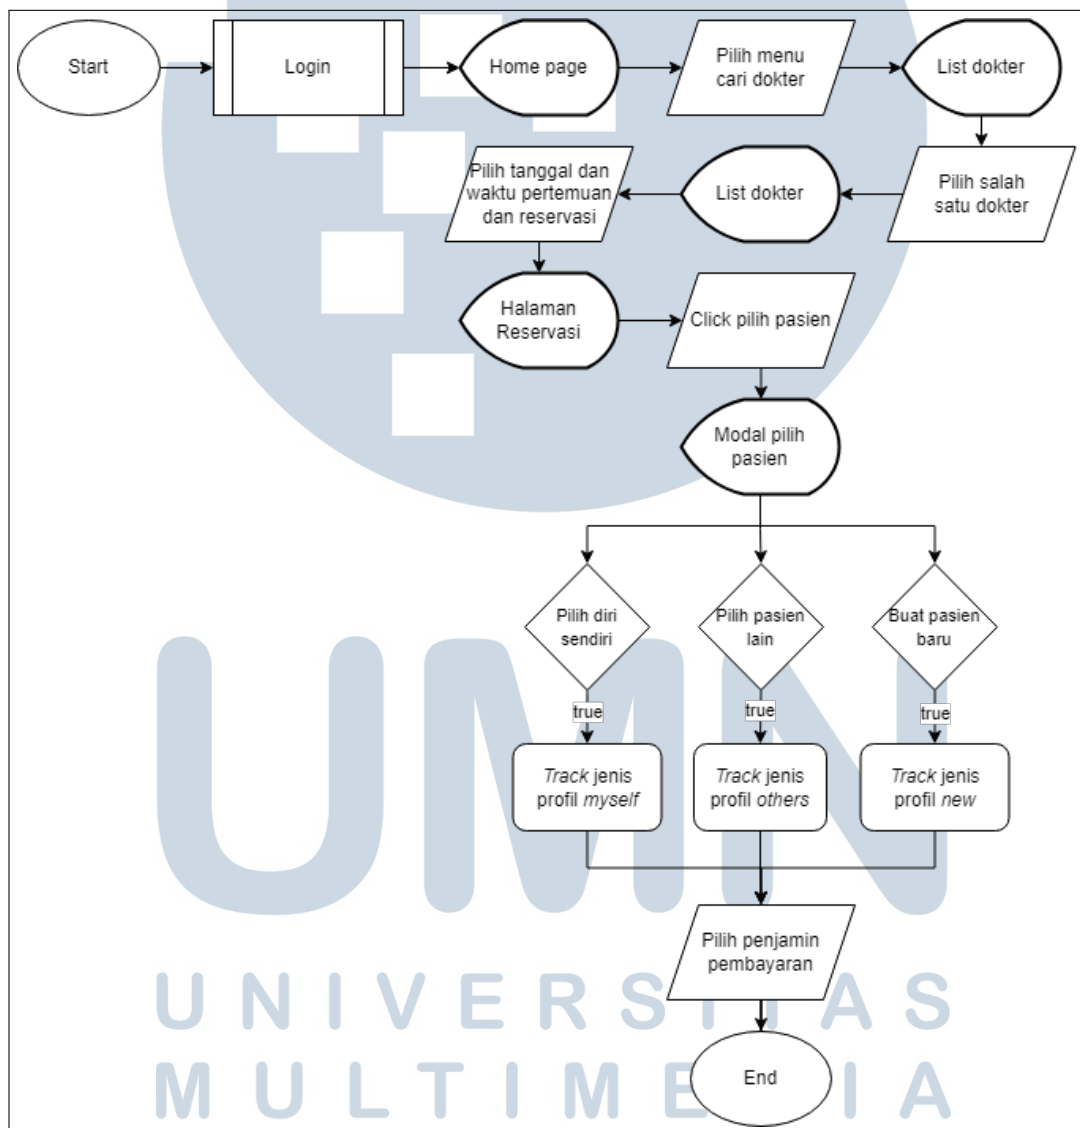 Start
Login
Home page
Pilih menu
cari dokter
List dokter
Pilih salah
satu dokter
List dokter
Pilih tanggal dan
waktu pertemuan
dan reservasi
Halaman
Reservasi
Click pilih pasien
Modal pilih
pasien
Pilih diri
sendiri
Pilih pasien
lain
Buat pasien
baru
true
true
true
Track jenis
profil myself
Track jenis
profil others
Track jenis
profil new
Pilih penjamin
pembayaran
End
UMN
UNIVERSITAS
MULTIMEDIA